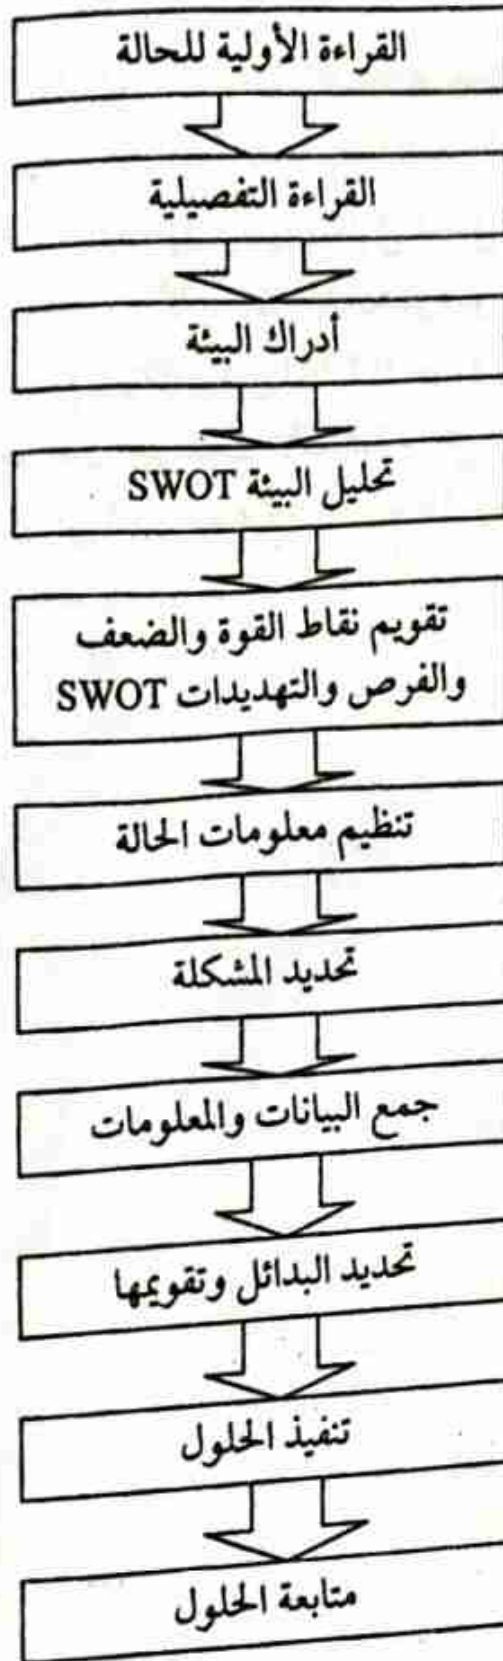 القراءة الأولية للحالة
القراءة التفصيلية
أدراك البيئة
تحليل البيئة SWOT
تقويم نقاط القوة والضعف
والفرص والتهديدات SWOT
تنظيم معلومات الحالة
تحديد المشكلة
جمع البيانات والمعلومات
تحديد البدائل وتقويمها
تنفيذ الحلول
متابعة الحلول